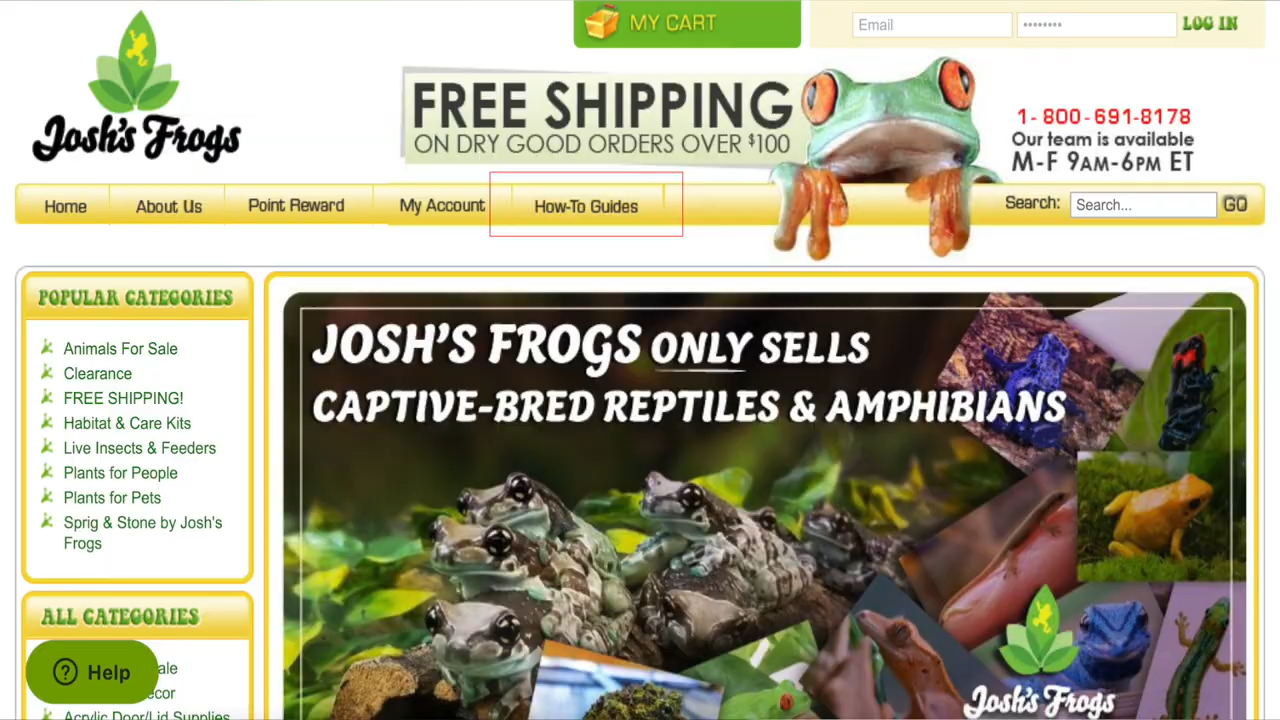 MY CART
Email
••••••••
LOG IN
Josh's Frogs
FREE SHIPPING
ON DRY GOOD ORDERS OVER $100
1-800-691-8178
Our team is available
M-F 9AM-6PM ET
Home
About Us
Point Reward
My Account
How-To Guides
Search:
Search...
GO
POPULAR CATEGORIES
Animals For Sale
Clearance
FREE SHIPPING!
Habitat & Care Kits
Live Insects & Feeders
Plants for People
Plants for Pets
Sprig & Stone by Josh's
Frogs
ALL CATEGORIES
Help
Acrylic Door/Lid Supplies
JOSH'S FROGS ONLY SELLS
CAPTIVE-BRED REPTILES & AMPHIBIANS
Josh's Frogs